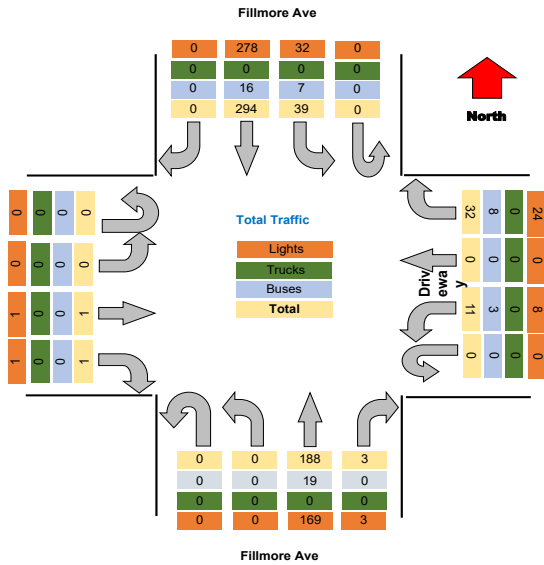 Fillmore Ave
0 278 32 0
0 0 0 0
0 16 7 0
0 294 39 0
North
0 0 0 0
0 0 0 0
1 0 0 1
1 0 0 1
Total Traffic
Lights
Trucks
Buses
Total
Driv
ewa
y
32 8 0 24
0 0 0 0
11 3 0 8
0 0 0 0
0 0 188 3
0 0 19 0
0 0 0 0
0 0 169 3
Fillmore Ave